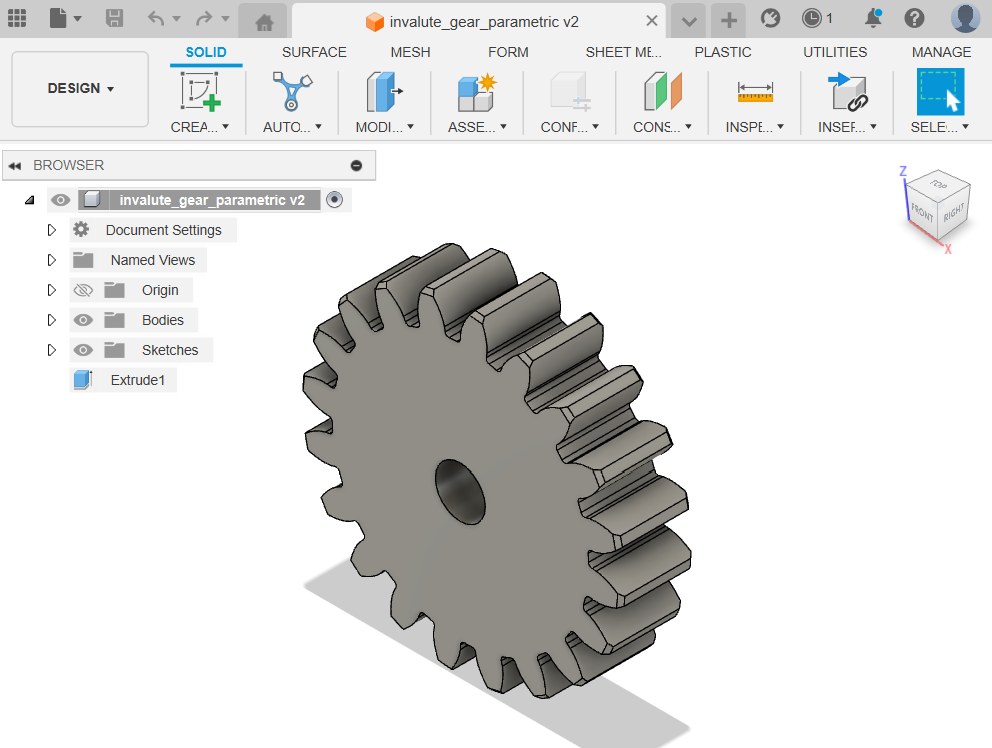 invalute_gear_parametric v2
1
DESIGN
SOLID
SURFACE
MESH
FORM
SHEET ME...
PLASTIC
UTILITIES
MANAGE
CREA...
AUTO...
MODI...
ASSE...
CONF...
CONS...
INSPE...
INSEF...
SELE...
BROWSER
invalute_gear_parametric v2
Document Settings
Named Views
Origin
Bodies
Sketches
Extrude1
Z
TOP
FRONT
RIGHT
X